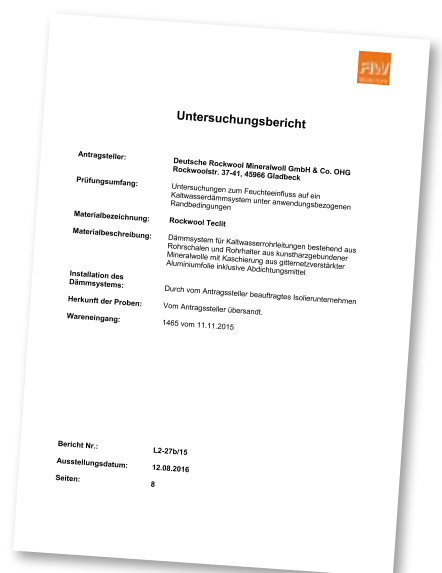 FIW
Untersuchungsbericht
Antragsteller: Deutsche Rockwool Mineralwoll GmbH & Co. OHG
Rockwoolstr. 37-41, 45966 Gladbeck
Prüfungsumfang: Untersuchungen zum Feuchteeinfluss auf ein
Kaltwasserdämmsystem unter anwendungsbezogenen
Randbedingungen
Materialbezeichnung: Rockwool Teclit
Materialbeschreibung: Dämmsystem für Kaltwasserrohrleitungen bestehend aus
Rohrschalen und Rohrhalter aus kunstharzgebundener
Mineralwolle mit Kaschierung aus gitternetzverstärkter
Aluminiumfolie inklusive Abdichtungsmittel
Installation des
Dämmsystems: Durch vom Antragssteller beauftragtes Isolierunternehmen
Herkunft der Proben: Vom Antragssteller übersandt.
Wareneingang: 1465 vom 11.11.2015
Bericht Nr.: L2-27b/15
Ausstellungsdatum: 12.08.2016
Seiten: 8